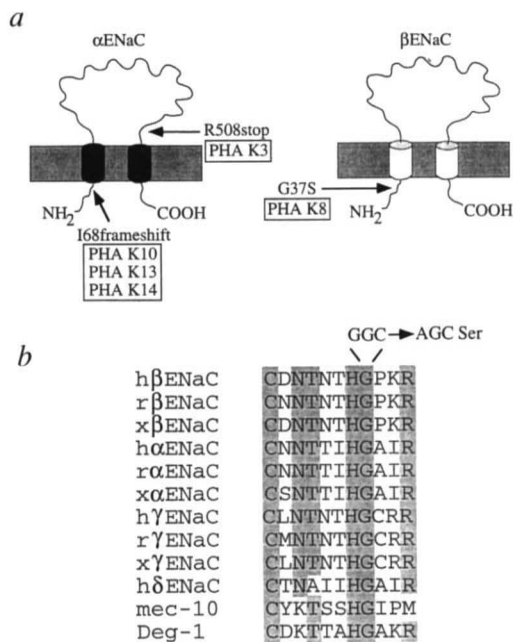 a
αENaC
βENaC
R508stop
PHA K3
G37S
PHA K8
NH2
COOH
NH2
COOH
I68frameshift
PHA K10
PHA K13
PHA K14
b
GGC → AGC Ser
hβENaC CDNTNTHGPKR
rβENaC CNNTNTHGPKR
xβENaC CDNTNTHGPKR
hαENaC CNNTTIHGAIR
rαENaC CNNTTIHGAIR
xαENaC CSNTTIHGAIR
hγENaC CLNTNTHGCRR
rγENaC CMNTNTHGCRR
xγENaC CLNTNTHGCRR
hδENaC CTNAIIHGAIR
mec-10 CYKTSSHGIPM
Deg-1 CDKTTAHGAKR